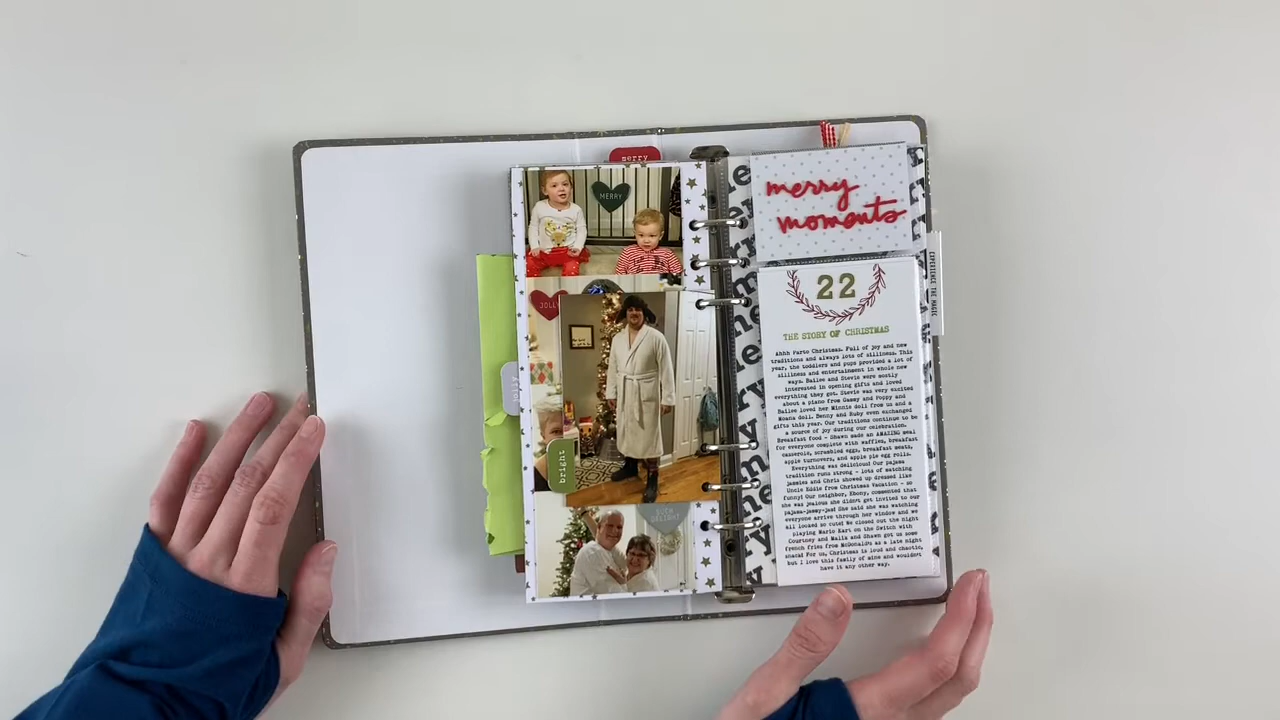 merry
MERRY
JOLLY
holly
bright
SUCH
DELIGHT
merry
moments
EXPERIENCE THE MAGIC
22
THE STORY OF CHRISTMAS
Ahhh Parto Christmas. Full of joy and new
traditions and always lots of silliness. This
year, the toddlers and pups provided a lot of
silliness and entertainment in whole new
ways. Bailee and Stevie were mostly
interested in opening gifts and loved
everything they got. Stevie was very excited
about a piano from Gammy and Poppy and
Bailee loved her Minnie doll from us and a
Moana doll. Benny and Ruby even exchanged
gifts this year. Our traditions continue to be
a source of joy during our celebration.
Breakfast food - Shawn made an AMAZING meal
for everyone complete with waffles, breakfast
casserole, scrambled eggs, breakfast meats,
apple turnovers, and apple pie egg rolls.
Everything was delicious! Our pajama
tradition runs strong - lots of matching
jammies and Chris showed up dressed like
Uncle Eddie from Christmas Vacation - so
funny! Our neighbor, Ebony, commented that
she was jealous she didn't get invited to our
pajama-jammy-jam! She said she was watching
everyone arrive through her window and we
all looked so cute! We closed out the night
playing Mario Kart on the Switch with
Courtney and Malia and Shawn got us some
french fries from McDonald's as a late night
snack! For us, Christmas is loud and chaotic,
but I love this family of mine and wouldn't
have it any other way.